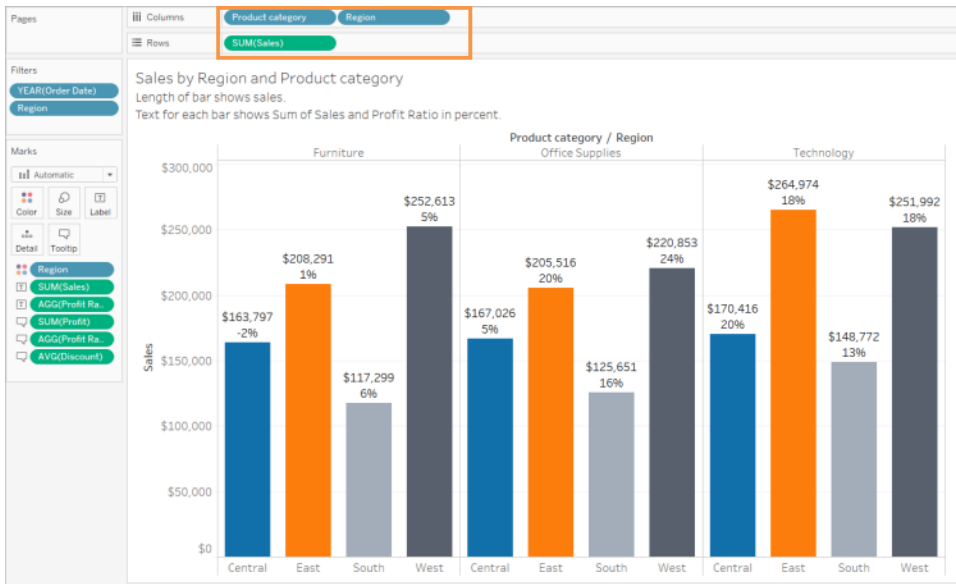 Pages
Columns
Product category
Region
Rows
SUM(Sales)
Filters
YEAR(Order Date)
Region
Marks
Automatic
Color
Size
Label
Detail
Tooltip
Region
SUM(Sales)
AGG(Profit Ra..
SUM(Profit)
AGG(Profit Ra..
AVG(Discount)
Sales by Region and Product category
Length of bar shows sales.
Text for each bar shows Sum of Sales and Profit Ratio in percent.
Product category / Region
Furniture
Office Supplies
Technology
Sales
$300,000
$250,000
$200,000
$150,000
$100,000
$50,000
$0
$163,797
-2%
$208,291
1%
$117,299
6%
$252,613
5%
$167,026
5%
$205,516
20%
$125,651
16%
$220,853
24%
$170,416
20%
$264,974
18%
$148,772
13%
$251,992
18%
Central
East
South
West
Central
East
South
West
Central
East
South
West